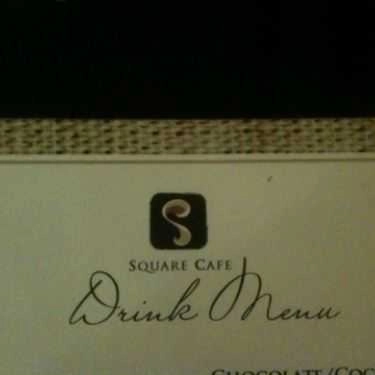 S
SQUARE CAFE
Drink Menu